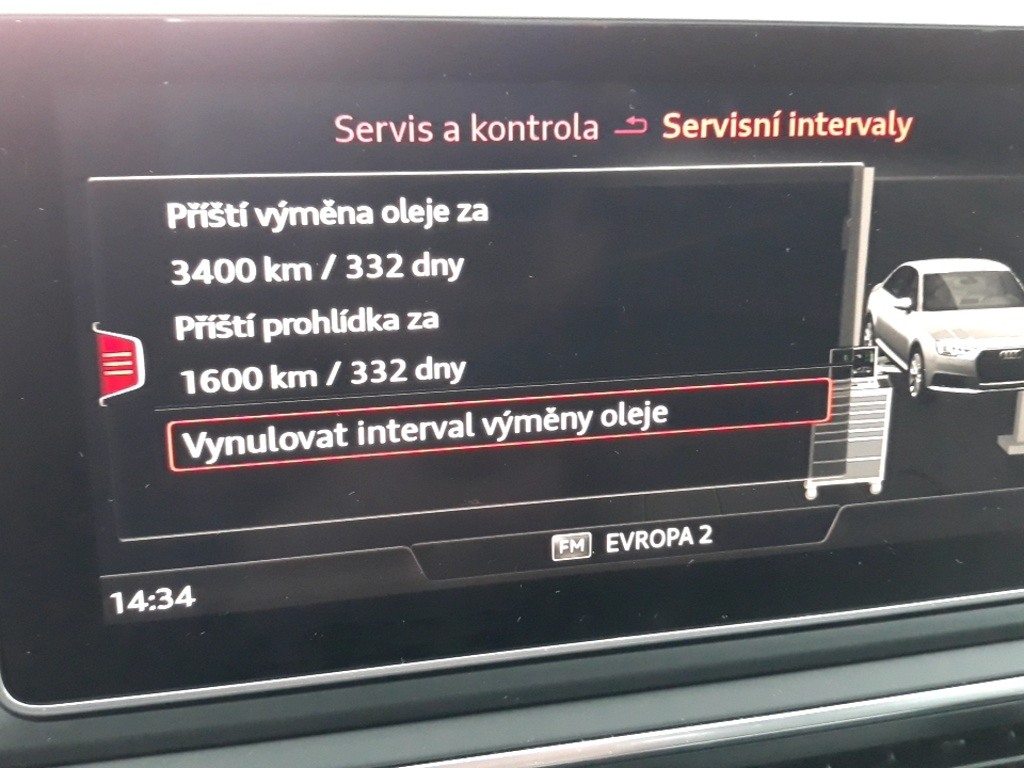 Servis a kontrola Servisní intervaly
Příští výměna oleje za
3400 km / 332 dny
Příští prohlídka za
1600 km / 332 dny
Vynulovat interval výměny oleje
FM EVROPA 2
14:34